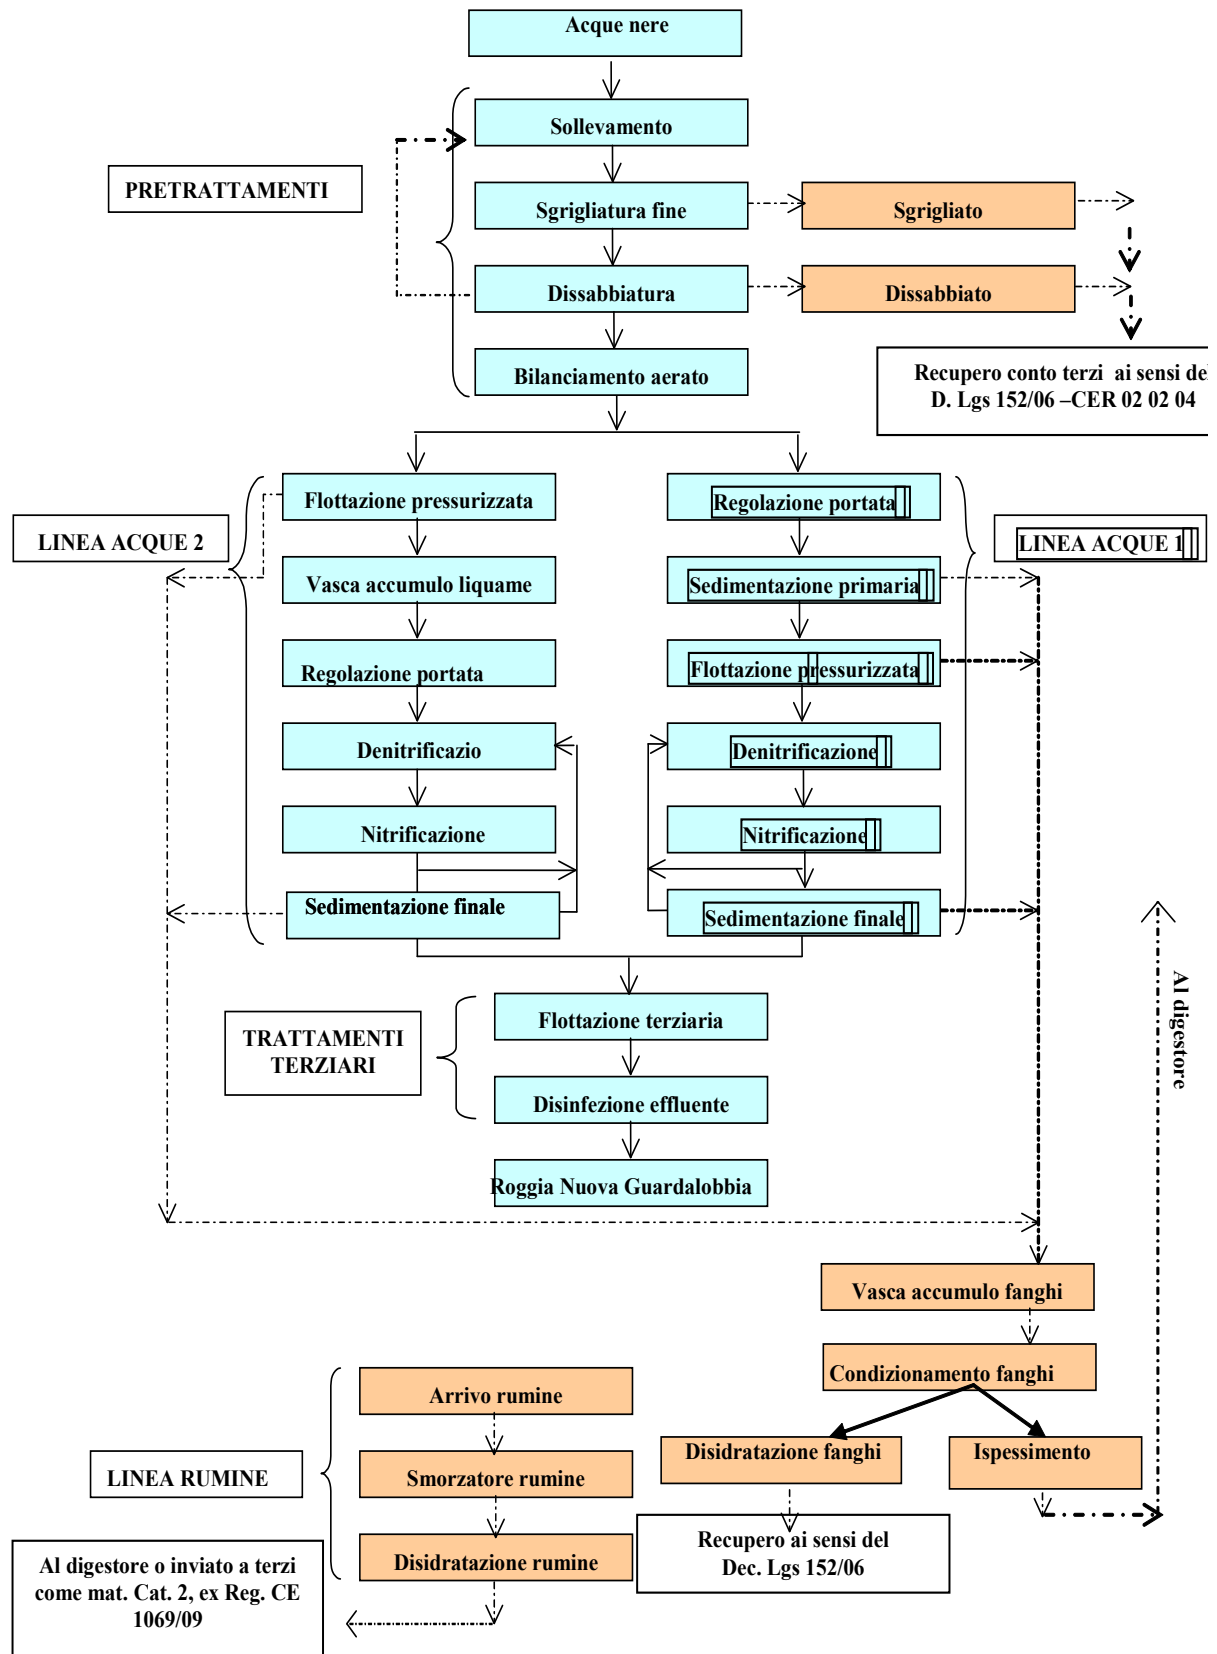 Acque nere
Sollevamento
PRETRATTAMENTI
Sgrigliatura fine
Sgrigliato
Dissabbiatura
Dissabbiato
Bilanciamento aerato
Recupero conto terzi ai sensi del
D. Lgs 152/06 –CER 02 02 04
Flottazione pressurizzata
Regolazione portata
LINEA ACQUE 2
LINEA ACQUE 1
Vasca accumulo liquame
Sedimentazione primaria
Regolazione portata
Flottazione pressurizzata
Denitrificazio
Denitrificazione
Nitrificazione
Nitrificazione
Sedimentazione finale
Sedimentazione finale
Al digestore
Flottazione terziaria
TRATTAMENTI
TERZIARI
Disinfezione effluente
Roggia Nuova Guardalobbia
Vasca accumulo fanghi
Condizionamento fanghi
Arrivo rumine
Disidratazione fanghi
Ispessimento
LINEA RUMINE
Smorzatore rumine
Recupero ai sensi del
Dec. Lgs 152/06
Disidratazione rumine
Al digestore o inviato a terzi
come mat. Cat. 2, ex Reg. CE
1069/09